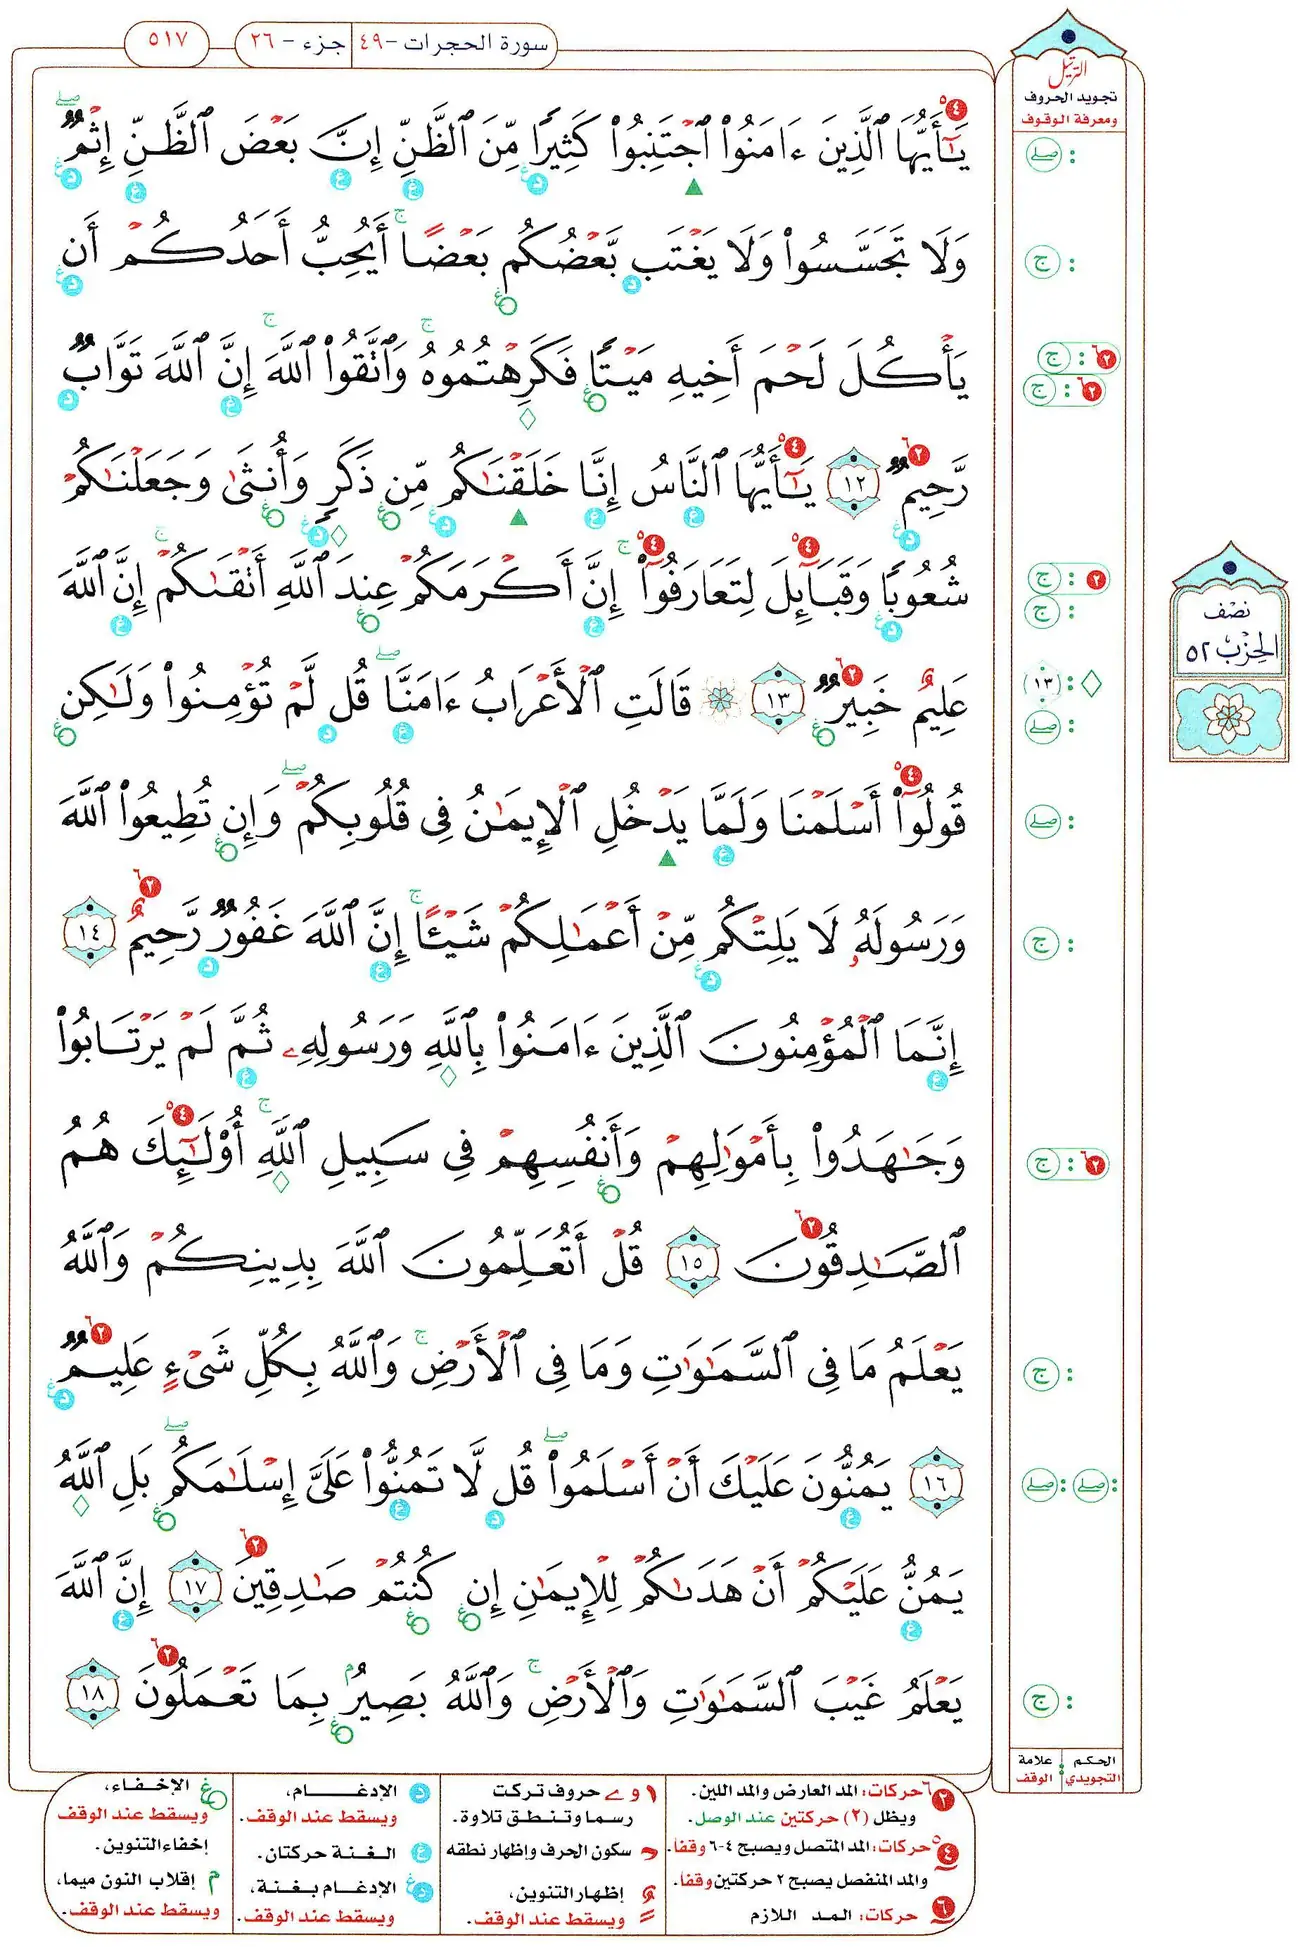 سورة الحجرات -٤٩
جزء - ٢٦
٥١٧
الترتيل
تجويد الحروف
ومعرفة الوقوف
يَـٰٓأَيُّهَا ٱلَّذِينَ ءَامَنُوا۟ ٱجْتَنِبُوا۟ كَثِيرًا مِّنَ ٱلظَّنِّ إِنَّ بَعْضَ ٱلظَّنِّ إِثْمٌ ۖ
وَلَا تَجَسَّسُوا۟ وَلَا يَغْتَب بَّعْضُكُم بَعْضًا ۚ أَيُحِبُّ أَحَدُكُمْ أَن
يَأْكُلَ لَحْمَ أَخِيهِ مَيْتًا فَكَرِهْتُمُوهُ ۚ وَٱتَّقُوا۟ ٱللَّهَ ۚ إِنَّ ٱللَّهَ تَوَّابٌ
رَّحِيمٌ ١٢ يَـٰٓأَيُّهَا ٱلنَّاسُ إِنَّا خَلَقْنَـٰكُم مِّن ذَكَرٍ وَأُنثَىٰ وَجَعَلْنَـٰكُمْ
شُعُوبًا وَقَبَآئِلَ لِتَعَارَفُوٓا۟ ۚ إِنَّ أَكْرَمَكُمْ عِندَ ٱللَّهِ أَتْقَىٰكُمْ ۚ إِنَّ ٱللَّهَ
عَلِيمٌ خَبِيرٌ ١٣ ۞ قَالَتِ ٱلْأَعْرَابُ ءَامَنَّا ۖ قُل لَّمْ تُؤْمِنُوا۟ وَلَـٰكِن
قُولُوٓا۟ أَسْلَمْنَا وَلَمَّا يَدْخُلِ ٱلْإِيمَـٰنُ فِى قُلُوبِكُمْ ۖ وَإِن تُطِيعُوا۟ ٱللَّهَ
وَرَسُولَهُۥ لَا يَلِتْكُم مِّنْ أَعْمَـٰلِكُمْ شَيْـًٔا ۚ إِنَّ ٱللَّهَ غَفُورٌ رَّحِيمٌ ١٤
إِنَّمَا ٱلْمُؤْمِنُونَ ٱلَّذِينَ ءَامَنُوا۟ بِٱللَّهِ وَرَسُولِهِۦ ثُمَّ لَمْ يَرْتَابُوا۟
وَجَـٰهَدُوا۟ بِأَمْوَٰلِهِمْ وَأَنفُسِهِمْ فِى سَبِيلِ ٱللَّهِ ۚ أُو۟لَـٰٓئِكَ هُمُ
ٱلصَّـٰدِقُونَ ١٥ قُلْ أَتُعَلِّمُونَ ٱللَّهَ بِدِينِكُمْ وَٱللَّهُ
يَعْلَمُ مَا فِى ٱلسَّمَـٰوَٰتِ وَمَا فِى ٱلْأَرْضِ ۚ وَٱللَّهُ بِكُلِّ شَىْءٍ عَلِيمٌ
١٦ يَمُنُّونَ عَلَيْكَ أَنْ أَسْلَمُوا۟ ۖ قُل لَّا تَمُنُّوا۟ عَلَىَّ إِسْلَـٰمَكُم ۖ بَلِ ٱللَّهُ
يَمُنُّ عَلَيْكُمْ أَنْ هَدَىٰكُمْ لِلْإِيمَـٰنِ إِن كُنتُمْ صَـٰدِقِينَ ١٧ إِنَّ ٱللَّهَ
يَعْلَمُ غَيْبَ ٱلسَّمَـٰوَٰتِ وَٱلْأَرْضِ ۚ وَٱللَّهُ بَصِيرٌۢ بِمَا تَعْمَلُونَ ١٨
نصف
الحزب ٥٢
الحكم التجويدي
علامة الوقف
٦ حركات: المد العارض والمد اللين.
ويظل (٢) حركتين عند الوصل.
٥ حركات: المد المتصل ويصبح ٤-٦ وقفاً.
والمد المنفصل يصبح ٢ حركتين وقفاً.
٦ حركات: المد اللازم
ا و ے حروف تركت
رسما وتنطق تلاوة.
سكون الحرف وإظهار نطقه
إظهار التنوين،
ويسقط عند الوقف.
د الإدغام،
ويسقط عند الوقف.
غ الغنة حركتان.
الإدغام بغنة،
ويسقط عند الوقف.
الإخفاء،
ويسقط عند الوقف
إخفاء التنوين.
م إقلاب النون ميما،
ويسقط عند الوقف.